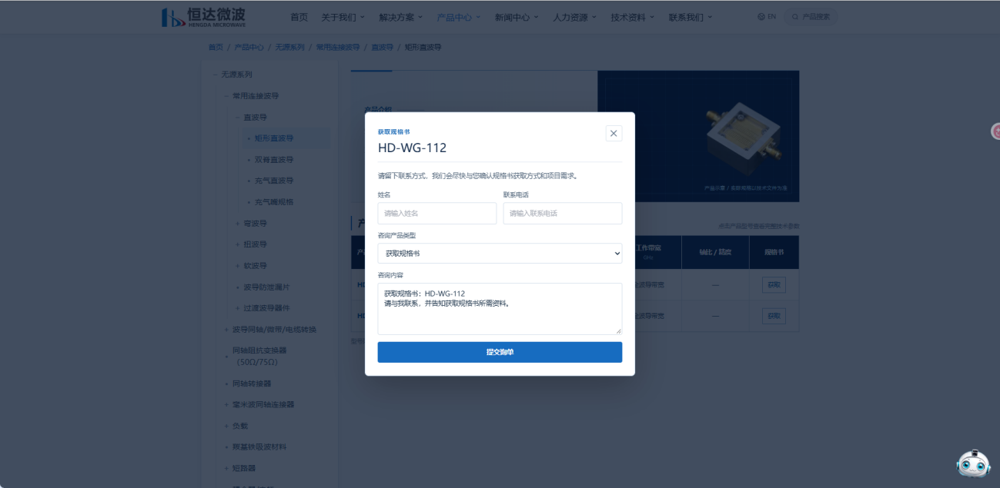 恒达微波
HENGDA MICROWAVE
首页 关于我们 解决方案 产品中心 新闻中心 人力资源 技术资料 联系我们 EN 产品搜索
首页 / 产品中心 / 无源系列 / 常用连接波导 / 直波导 / 矩形直波导
无源系列
常用连接波导
直波导
矩形直波导
双脊直波导
充气直波导
充气嘴规格
弯波导
扭波导
软波导
波导防泄漏片
过渡波导器件
波导同轴/微带/电缆转换
同轴阻抗变换器
(50Ω/75Ω)
同轴转接器
毫米波同轴连接器
负载
羰基铁吸波材料
短路器
产品介绍
产品示意 / 实际外观以技术文件为准
获取规格书
HD-WG-112
请留下联系方式，我们会尽快与您确认规格书获取方式和项目需求。
姓名 联系电话
请输入姓名 请输入联系电话
咨询产品类型
获取规格书
咨询内容
获取规格书：HD-WG-112
请与我联系，并告知获取规格书所需资料。
提交询单
点击产品型号查看完整技术参数
工作带宽 轴比 / 精度 规格书
GHz
全波导带宽 — 获取
全波导带宽 — 获取